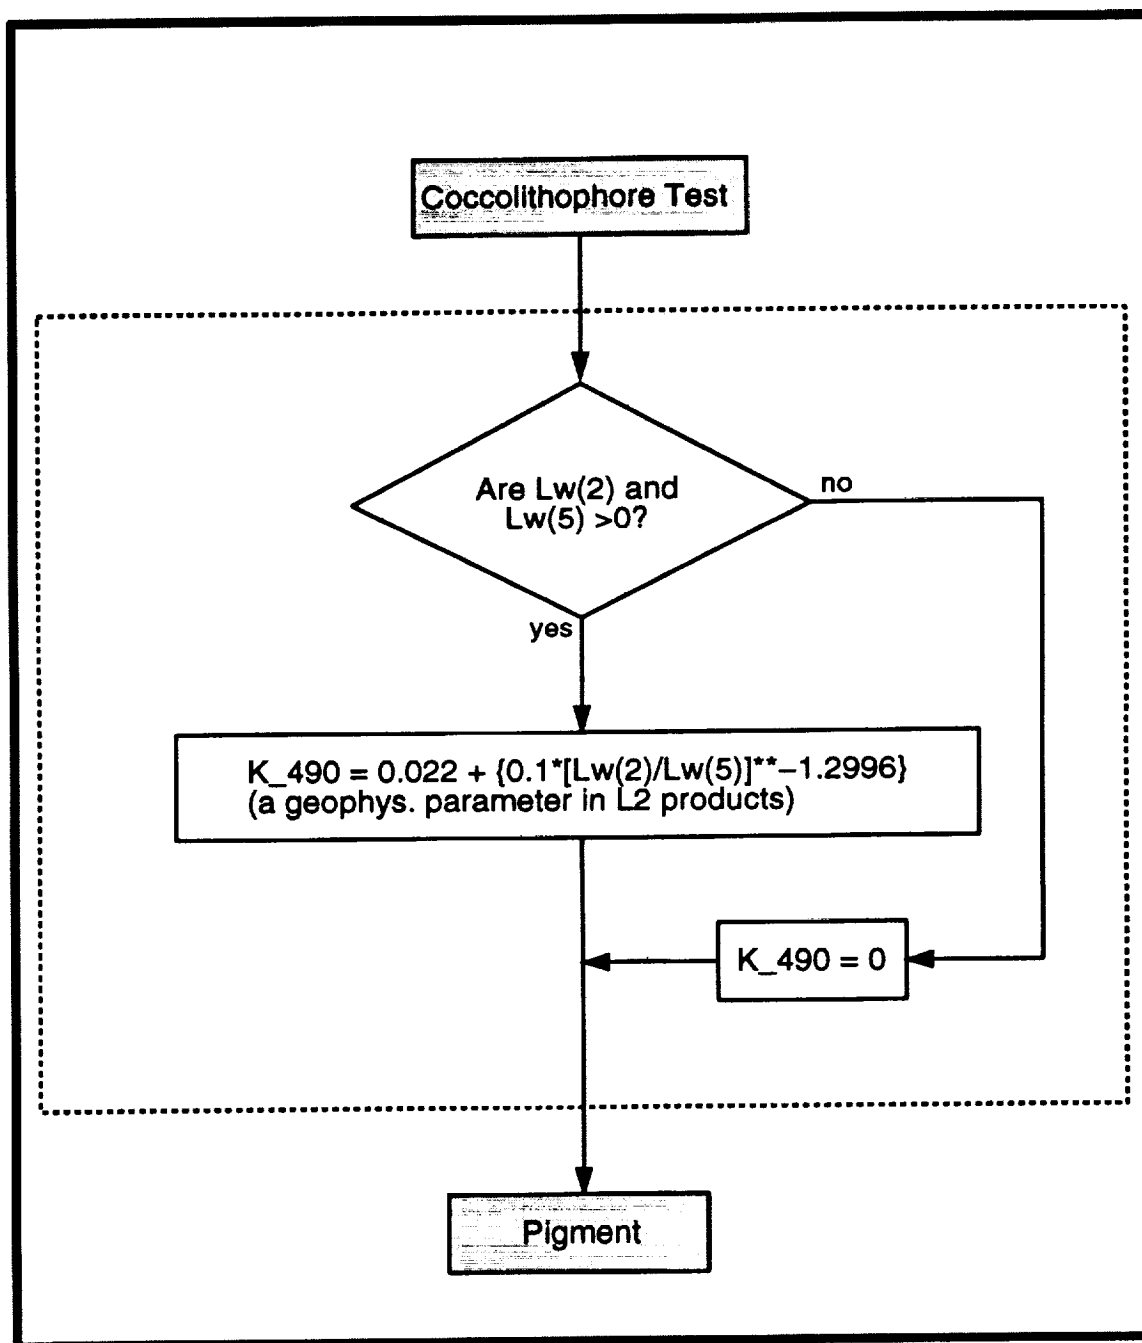 Coccolithophore Test
Are Lw(2) and
Lw(5) >0?
no
yes
K_490 = 0.022 + {0.1*[Lw(2)/Lw(5)]**–1.2996}
(a geophys. parameter in L2 products)
K_490 = 0
Pigment